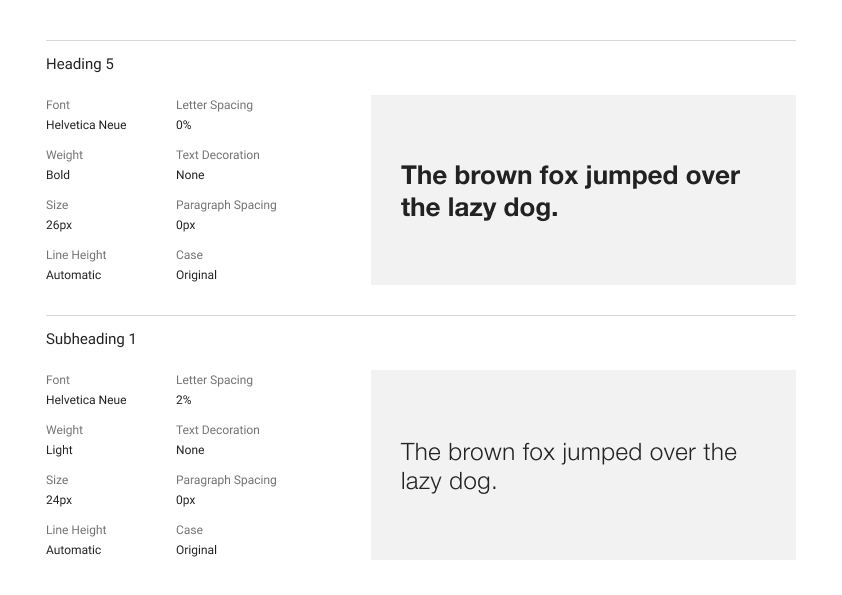 Heading 5
Font
Letter Spacing
Helvetica Neue
0%
Weight
Text Decoration
Bold
None
Size
Paragraph Spacing
26px
0px
Line Height
Case
Automatic
Original
The brown fox jumped over
the lazy dog.
Subheading 1
Font
Letter Spacing
Helvetica Neue
2%
Weight
Text Decoration
Light
None
Size
Paragraph Spacing
24px
0px
Line Height
Case
Automatic
Original
The brown fox jumped over the
lazy dog.